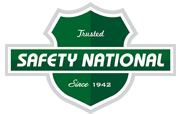 Trusted
SAFETY NATIONAL
Since 1942